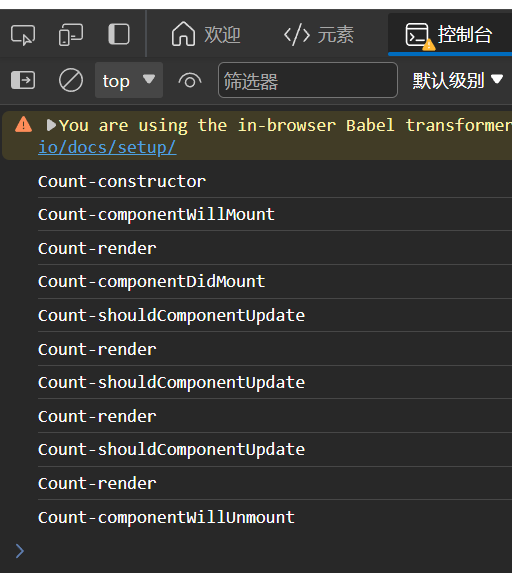 欢迎
元素
控制台
top
筛选器
默认级别
You are using the in-browser Babel transformer
io/docs/setup/
Count-constructor
Count-componentWillMount
Count-render
Count-componentDidMount
Count-shouldComponentUpdate
Count-render
Count-shouldComponentUpdate
Count-render
Count-shouldComponentUpdate
Count-render
Count-componentWillUnmount